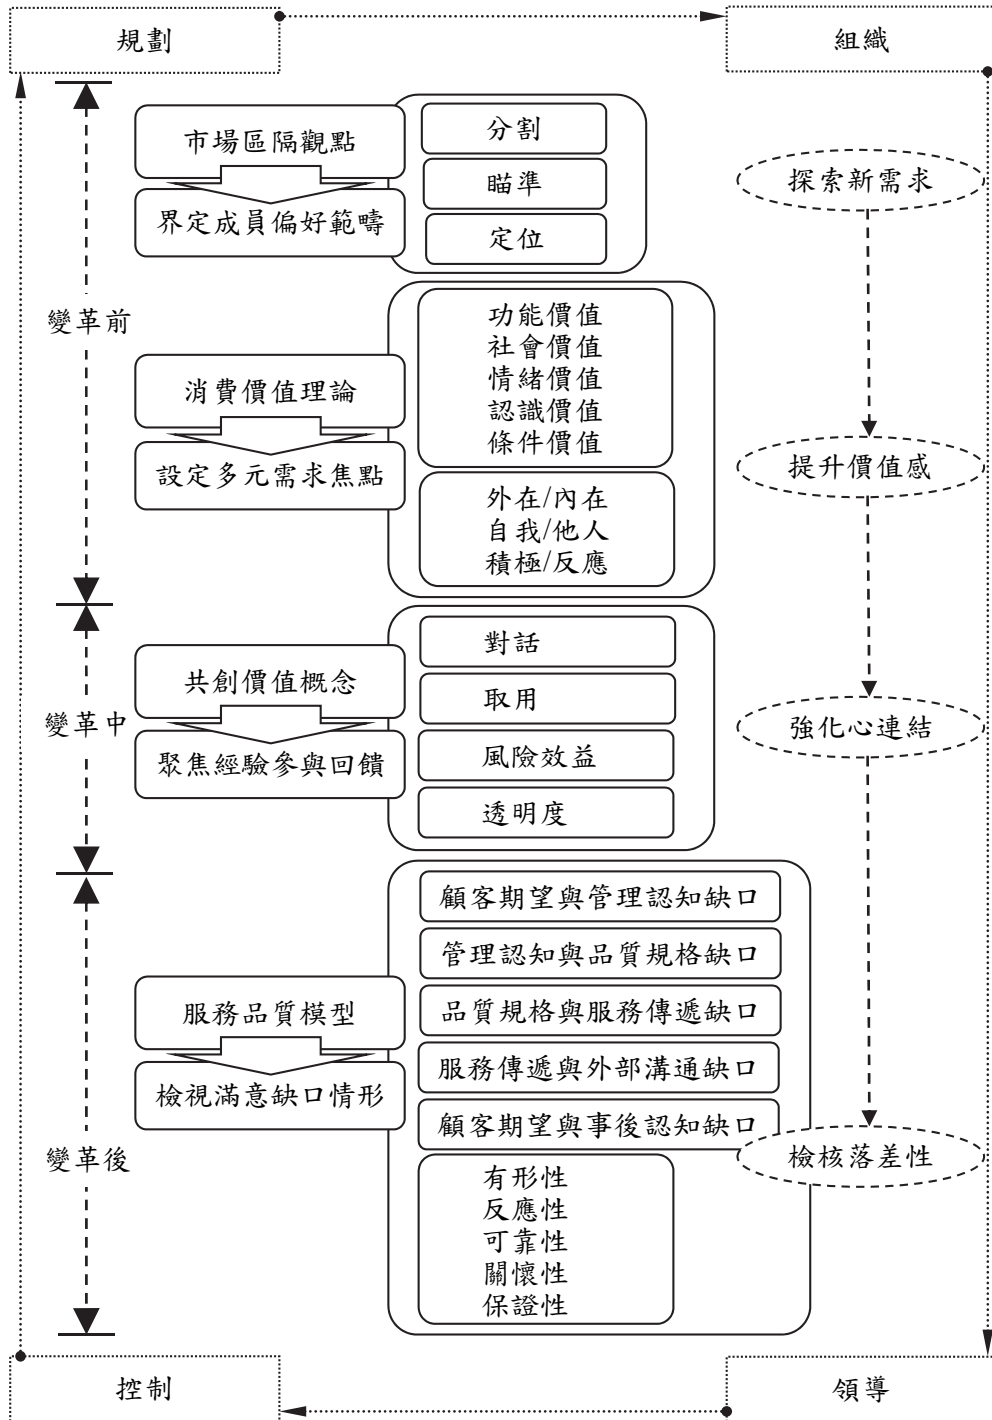 規劃
組織
市場區隔觀點
界定成員偏好範疇
分割
瞄準
定位
探索新需求
變革前
消費價值理論
設定多元需求焦點
功能價值
社會價值
情緒價值
認識價值
條件價值
外在/內在
自我/他人
積極/反應
提升價值感
變革中
共創價值概念
聚焦經驗參與回饋
對話
取用
風險效益
透明度
強化心連結
變革後
服務品質模型
檢視滿意缺口情形
顧客期望與管理認知缺口
管理認知與品質規格缺口
品質規格與服務傳遞缺口
服務傳遞與外部溝通缺口
顧客期望與事後認知缺口
有形性
反應性
可靠性
關懷性
保證性
檢核落差性
控制
領導